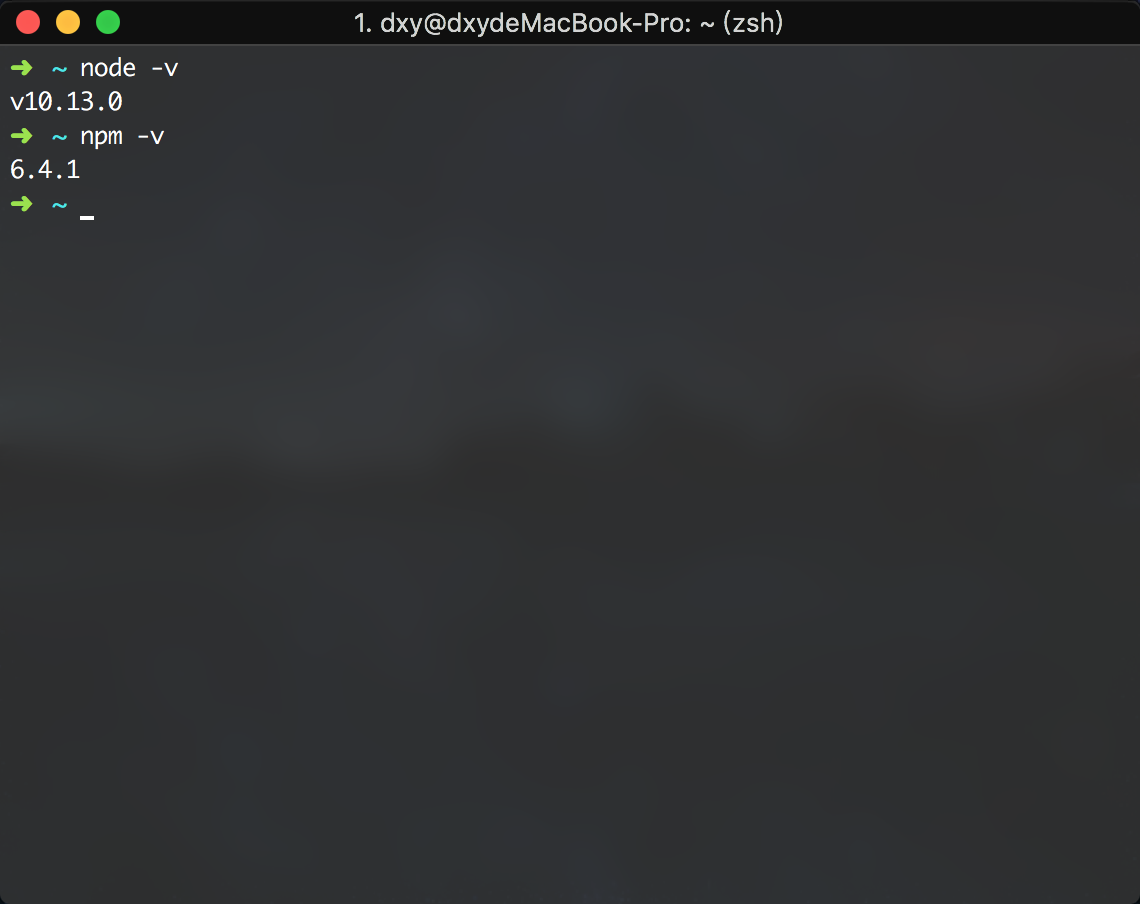 1. dxy@dxydeMacBook-Pro: ~ (zsh)
➜ ~ node -v
v10.13.0
➜ ~ npm -v
6.4.1
➜ ~